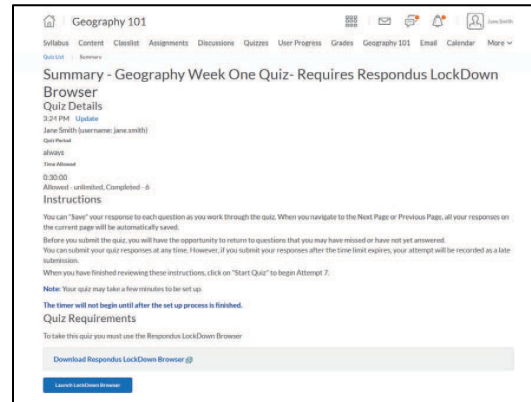 Geography 101
Jane Smith
Syllabus Content Classlist Assignments Discussions Quizzes User Progress Grades Geography 101 Email Calendar More
Quiz List Summary
Summary - Geography Week One Quiz- Requires Respondus LockDown
Browser
Quiz Details
3:24 PM Update
Jane Smith (username: jane.smith)
Quiz Period
always
Time Allowed
0:30:00
Allowed - unlimited, Completed - 6
Instructions
You can "Save" your response to each question as you work through the quiz. When you navigate to the Next Page or Previous Page, all your responses on
the current page will be automatically saved.
Before you submit the quiz, you will have the opportunity to return to questions that you may have missed or have not yet answered.
You can submit your quiz responses at any time. However, if you submit your responses after the time limit expires, your attempt will be recorded as a late
submission.
When you have finished reviewing these instructions, click on "Start Quiz" to begin Attempt 7.
Note: Your quiz may take a few minutes to be set up.
The timer will not begin until after the set up process is finished.
Quiz Requirements
To take this quiz you must use the Respondus LockDown Browser
Download Respondus LockDown Browser
Launch LockDown Browser